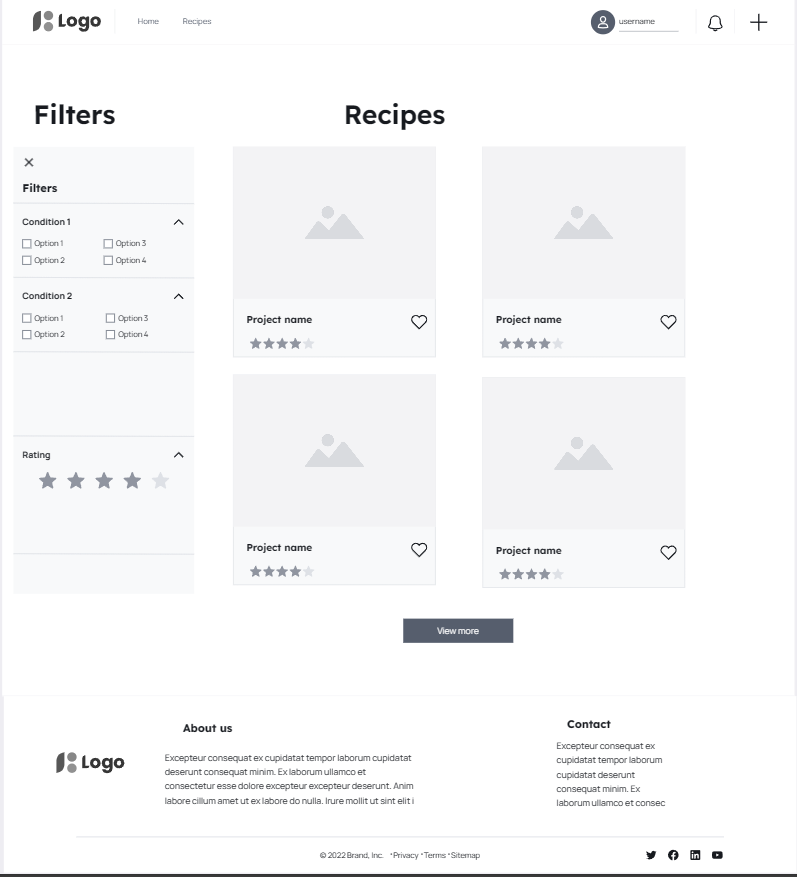 Logo
Home
Recipes
username
Filters
Recipes
Filters
Condition 1
Option 1
Option 3
Option 2
Option 4
Condition 2
Option 1
Option 3
Option 2
Option 4
Rating
Project name
Project name
Project name
Project name
View more
Logo
About us
Excepteur consequat ex cupidatat tempor laborum cupidatat
deserunt consequat minim. Ex laborum ullamco et
consectetur esse dolore excepteur excepteur deserunt. Anim
labore cillum amet ut ex labore do nulla. Irure mollit ut sint elit i
Contact
Excepteur consequat ex
cupidatat tempor laborum
cupidatat deserunt
consequat minim. Ex
laborum ullamco et consec
© 2022 Brand, Inc. *Privacy *Terms *Sitemap